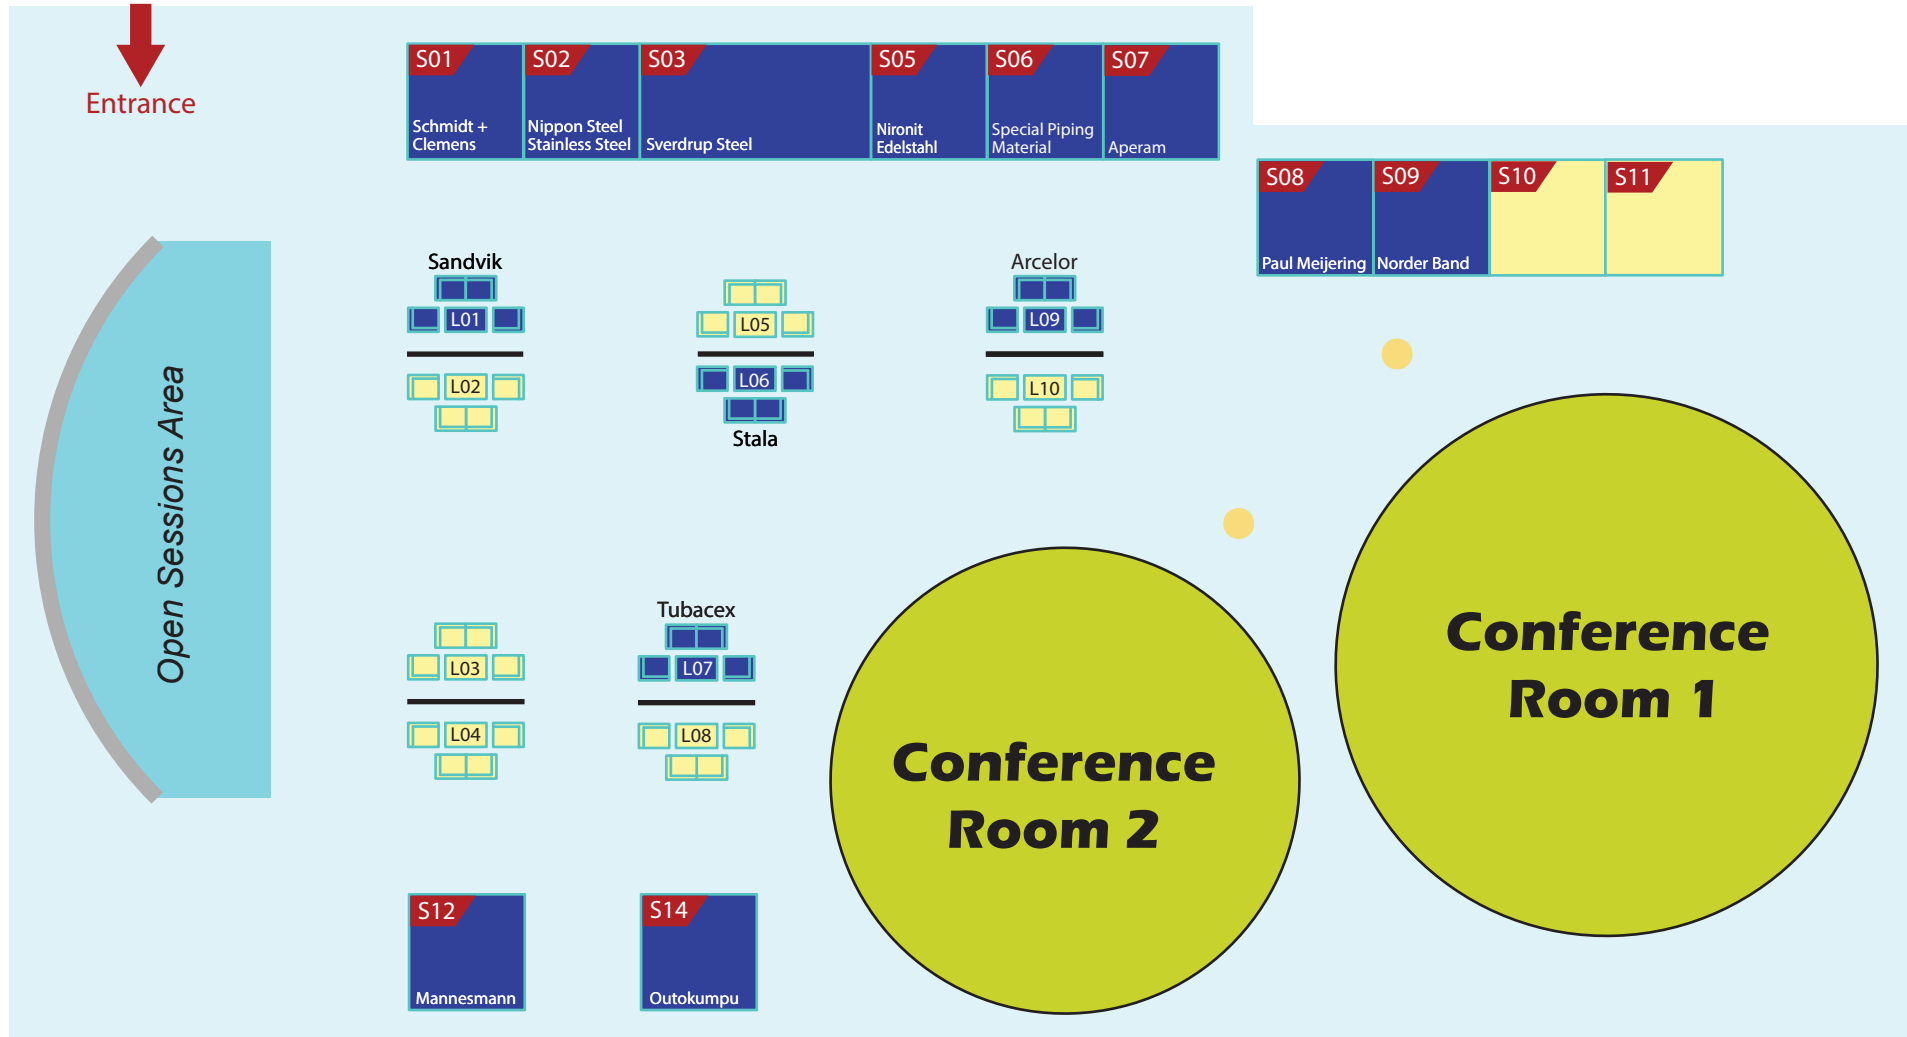 Entrance
S01
Schmidt +
Clemens
S02
Nippon Steel
Stainless Steel
S03
Sverdrup Steel
S05
Nironit
Edelstahl
S06
Special Piping
Material
S07
Aperam
S08
Paul Meijering
S09
Norder Band
S10
S11
Open Sessions Area
Sandvik
L01
L02
L05
L06
Stala
Arcelor
L09
L10
L03
L04
Tubacex
L07
L08
Conference
Room 1
Conference
Room 2
S12
Mannesmann
S14
Outokumpu